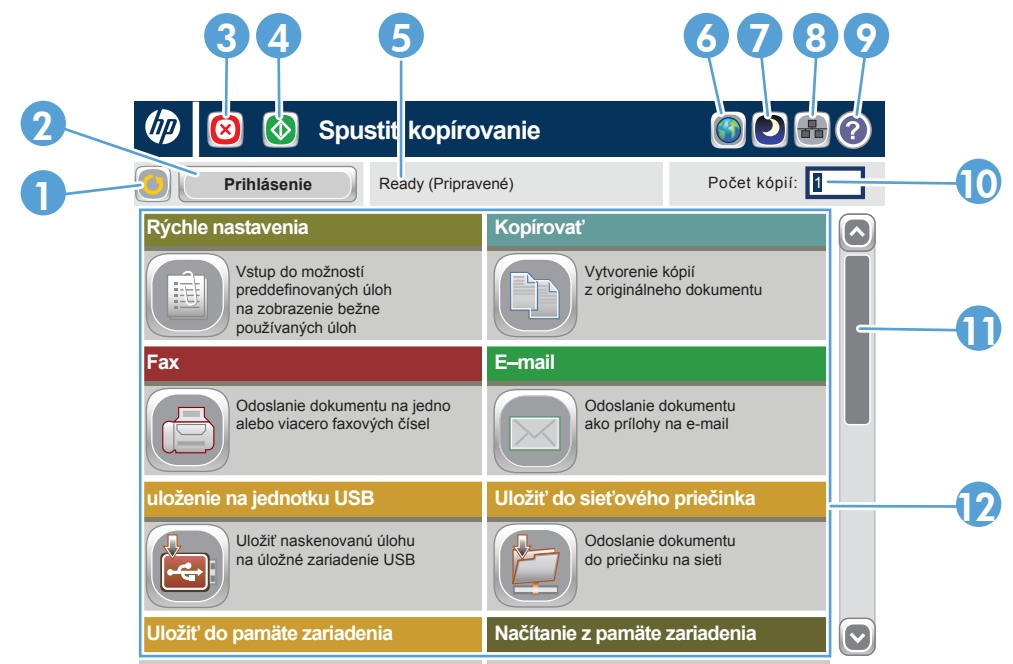 3 4 5 6 7 8 9
2
hp Spustiť kopírovanie ?
1 Prihlásenie Ready (Pripravené) Počet kópií: 1 10
Rýchle nastavenia
Vstup do možností
preddefinovaných úloh
na zobrazenie bežne
používaných úloh
Kopírovať
Vytvorenie kópií
z originálneho dokumentu
11
Fax
Odoslanie dokumentu na jedno
alebo viacero faxových čísel
E–mail
Odoslanie dokumentu
ako prílohy na e-mail
uloženie na jednotku USB
Uložiť naskenovanú úlohu
na úložné zariadenie USB
Uložiť do sieťového priečinka
Odoslanie dokumentu
do priečinku na sieti
12
Uložiť do pamäte zariadenia
Načítanie z pamäte zariadenia